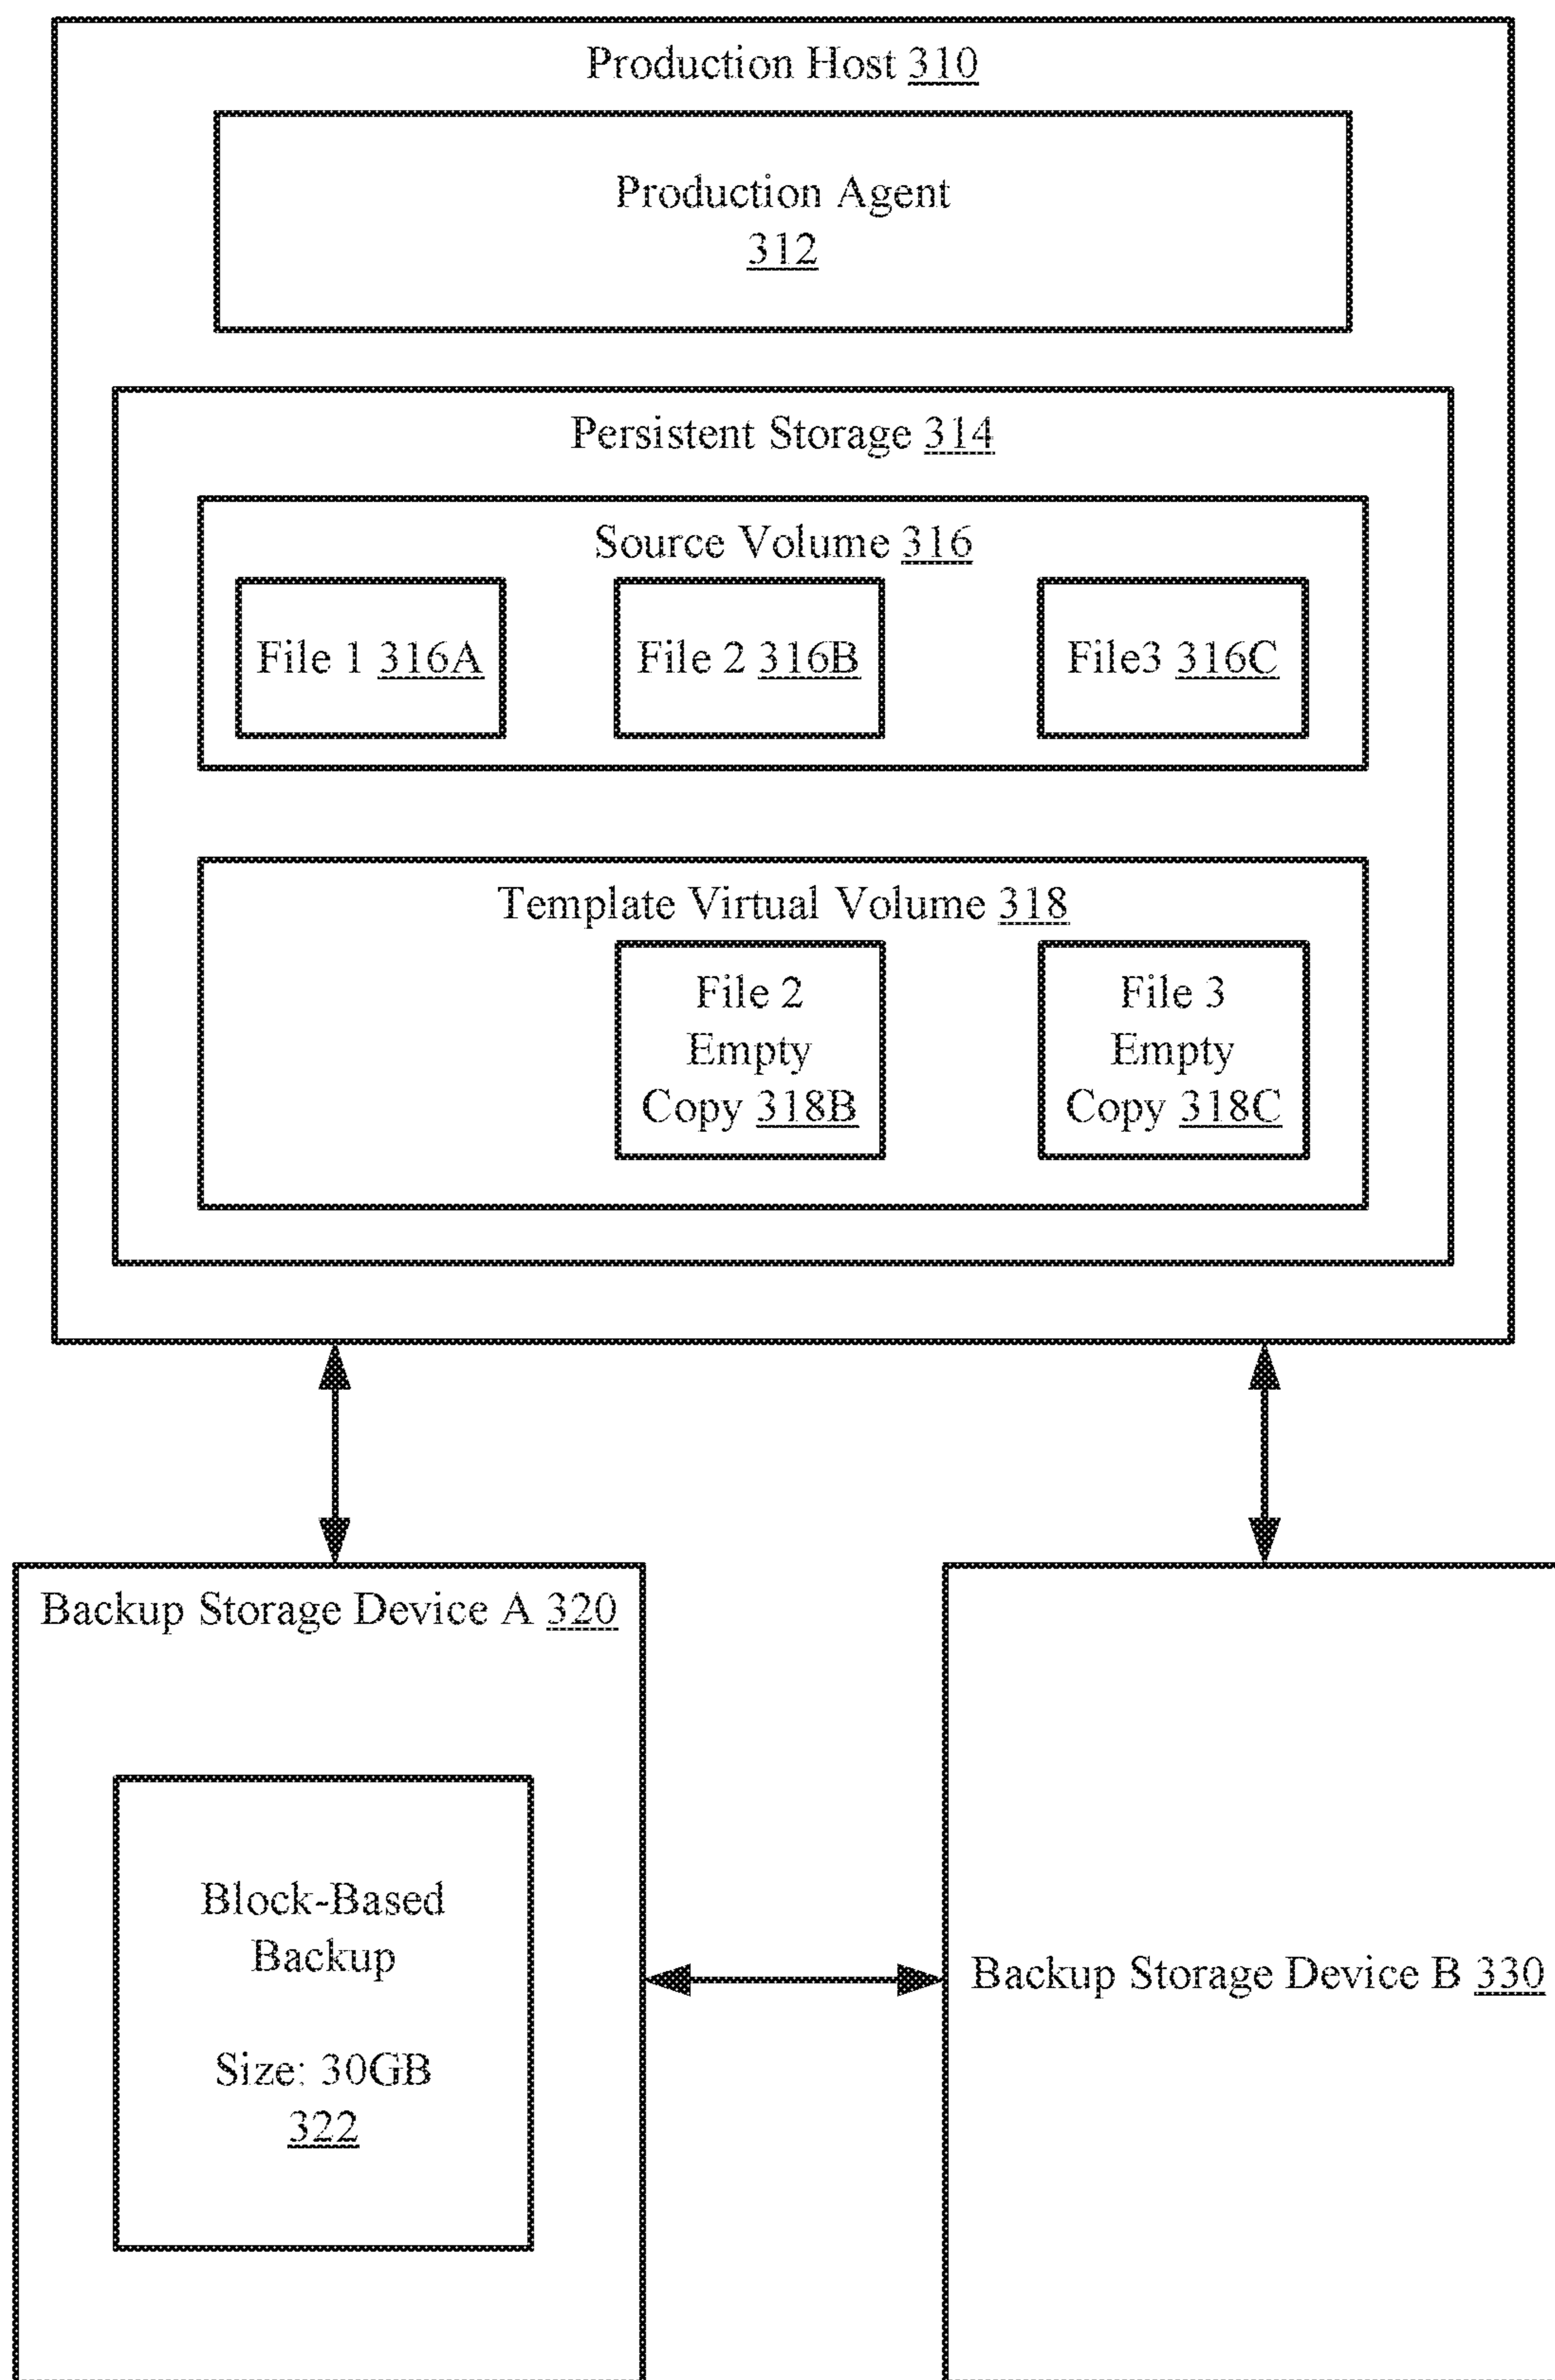 Production Host 310
Production Agent
312
Persistent Storage 314
Source Volume 316
File 1 316A
File 2 316B
File3 316C
Template Virtual Volume 318
File 2
Empty
Copy 318B
File 3
Empty
Copy 318C
Backup Storage Device A 320
Block-Based
Backup
Size: 30GB
322
Backup Storage Device B 330